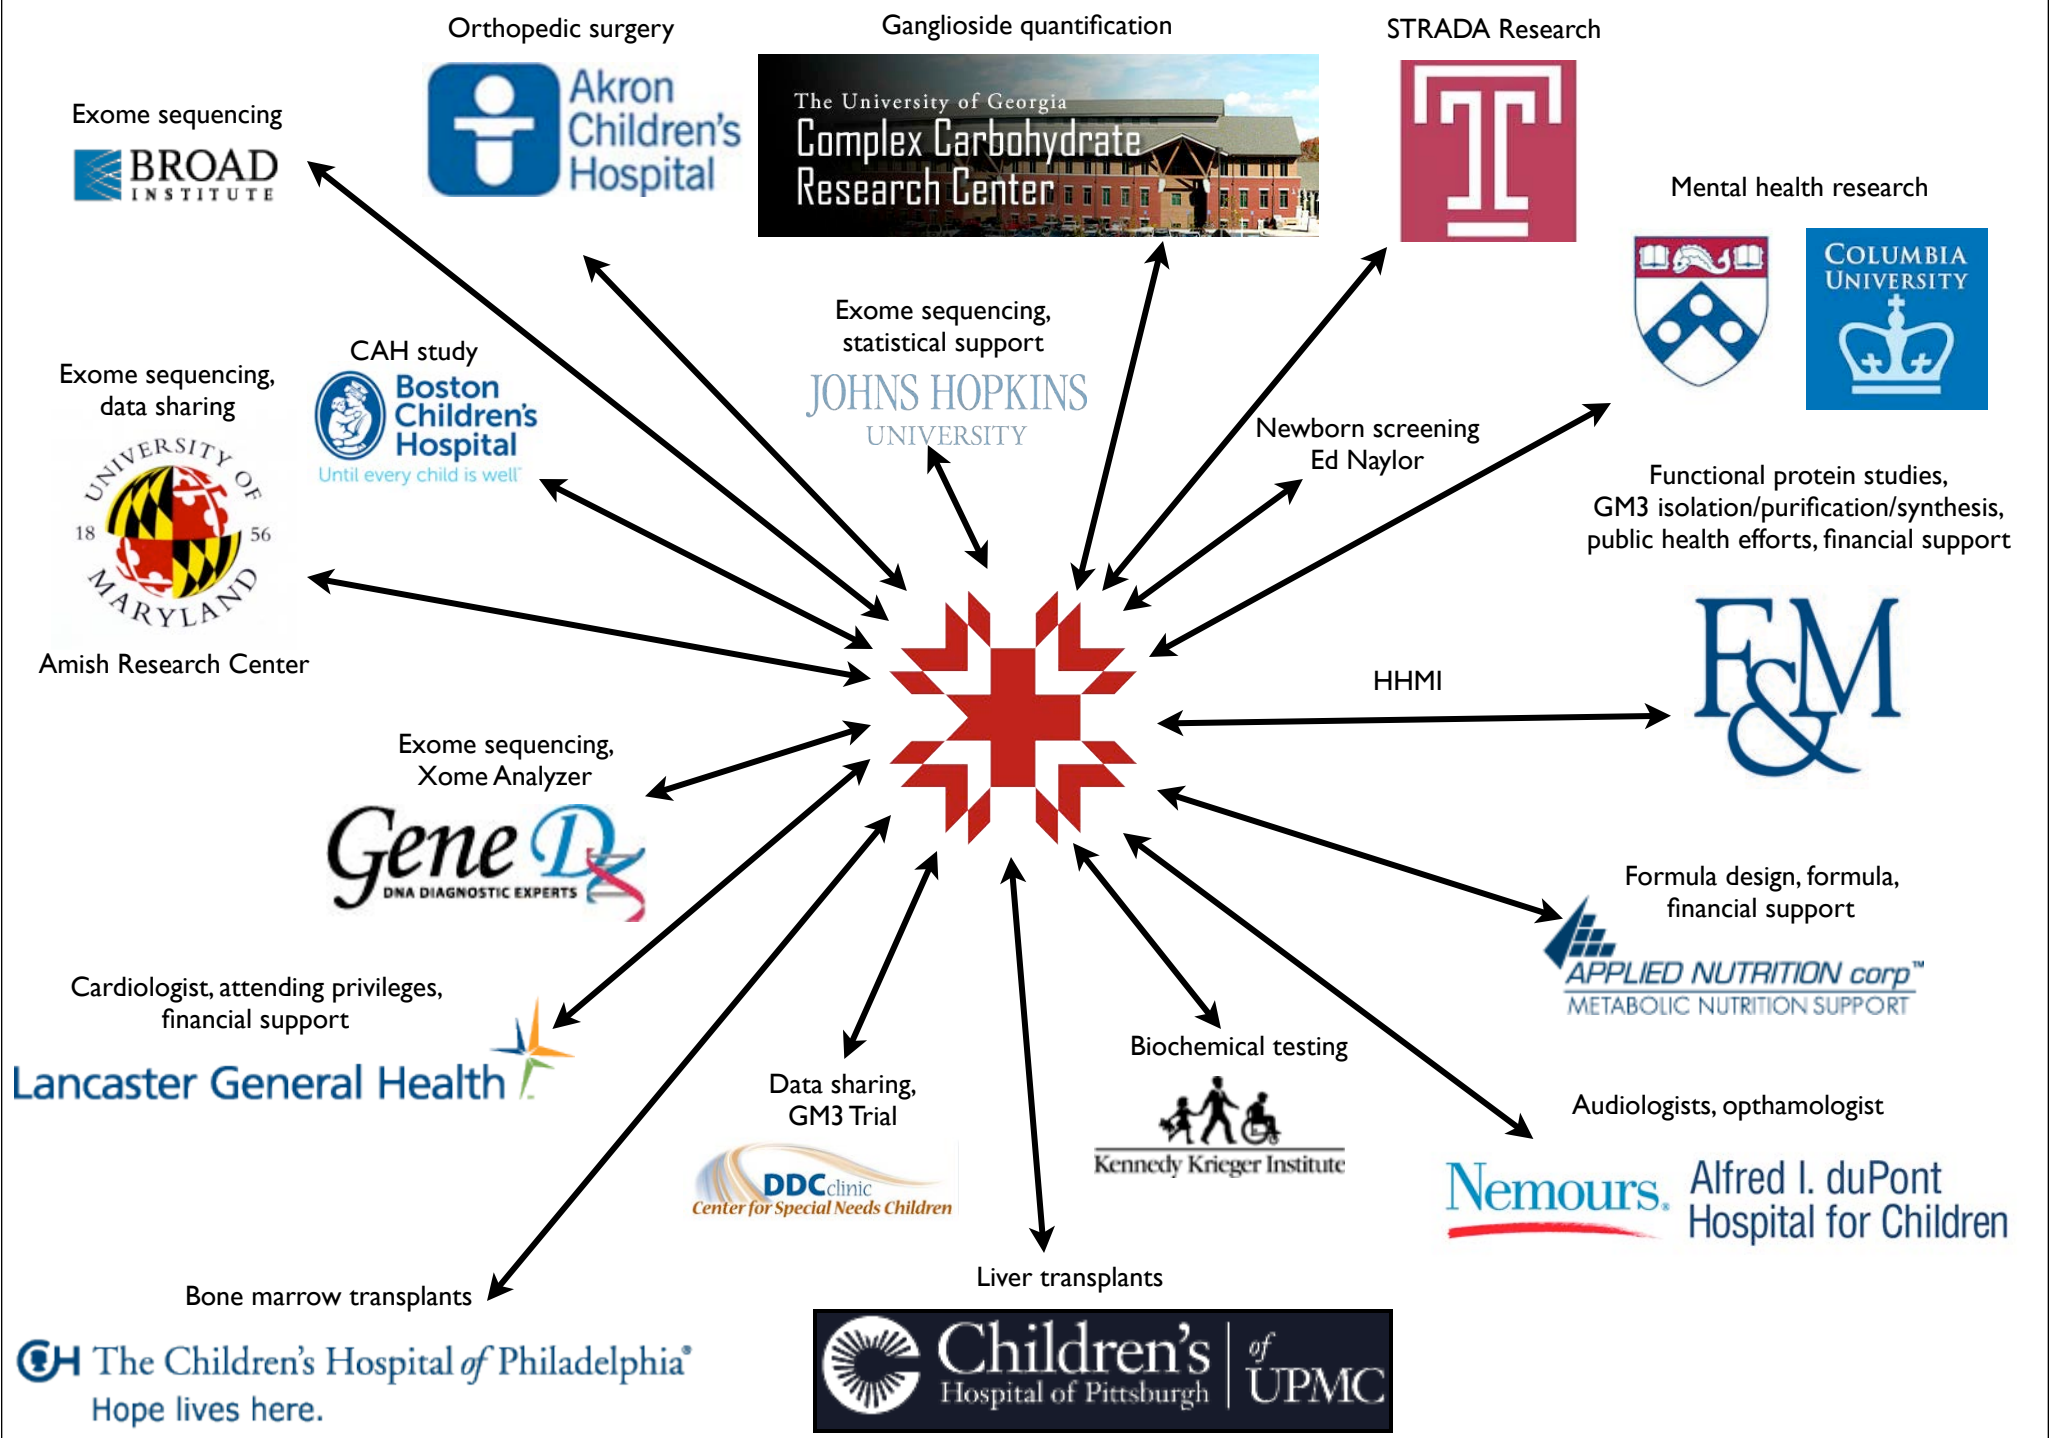 Orthopedic surgery
Akron
Children's
Hospital
Ganglioside quantification
The University of Georgia
Complex Carbohydrate
Research Center
STRADA Research
T
Exome sequencing
BROAD
INSTITUTE
Mental health research
COLUMBIA
UNIVERSITY
Exome sequencing,
statistical support
JOHNS HOPKINS
UNIVERSITY
CAH study
Boston
Children's
Hospital
Until every child is well™
Exome sequencing,
data sharing
UNIVERSITY OF
18 56
MARYLAND
Amish Research Center
Newborn screening
Ed Naylor
Functional protein studies,
GM3 isolation/purification/synthesis,
public health efforts, financial support
F&M
HHMI
Exome sequencing,
Xome Analyzer
GeneDx
DNA DIAGNOSTIC EXPERTS
Formula design, formula,
financial support
APPLIED NUTRITION corp™
METABOLIC NUTRITION SUPPORT
Cardiologist, attending privileges,
financial support
Lancaster General Health
Data sharing,
GM3 Trial
DDC clinic
Center for Special Needs Children
Biochemical testing
Kennedy Krieger Institute
Audiologists, opthamologist
Nemours. Alfred I. duPont
Hospital for Children
Bone marrow transplants
CH The Children's Hospital of Philadelphia®
Hope lives here.
Liver transplants
Children's of
Hospital of Pittsburgh UPMC